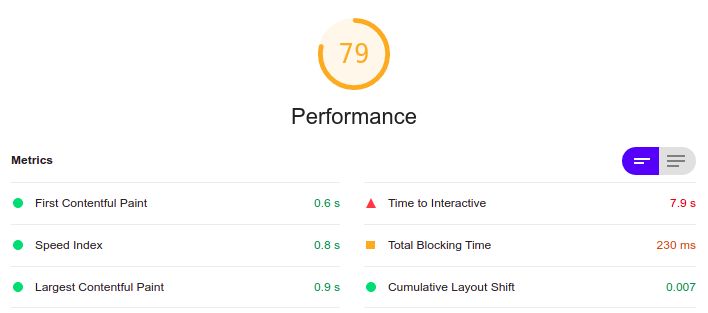 79
Performance
Metrics
First Contentful Paint 0.6 s
Time to Interactive 7.9 s
Speed Index 0.8 s
Total Blocking Time 230 ms
Largest Contentful Paint 0.9 s
Cumulative Layout Shift 0.007